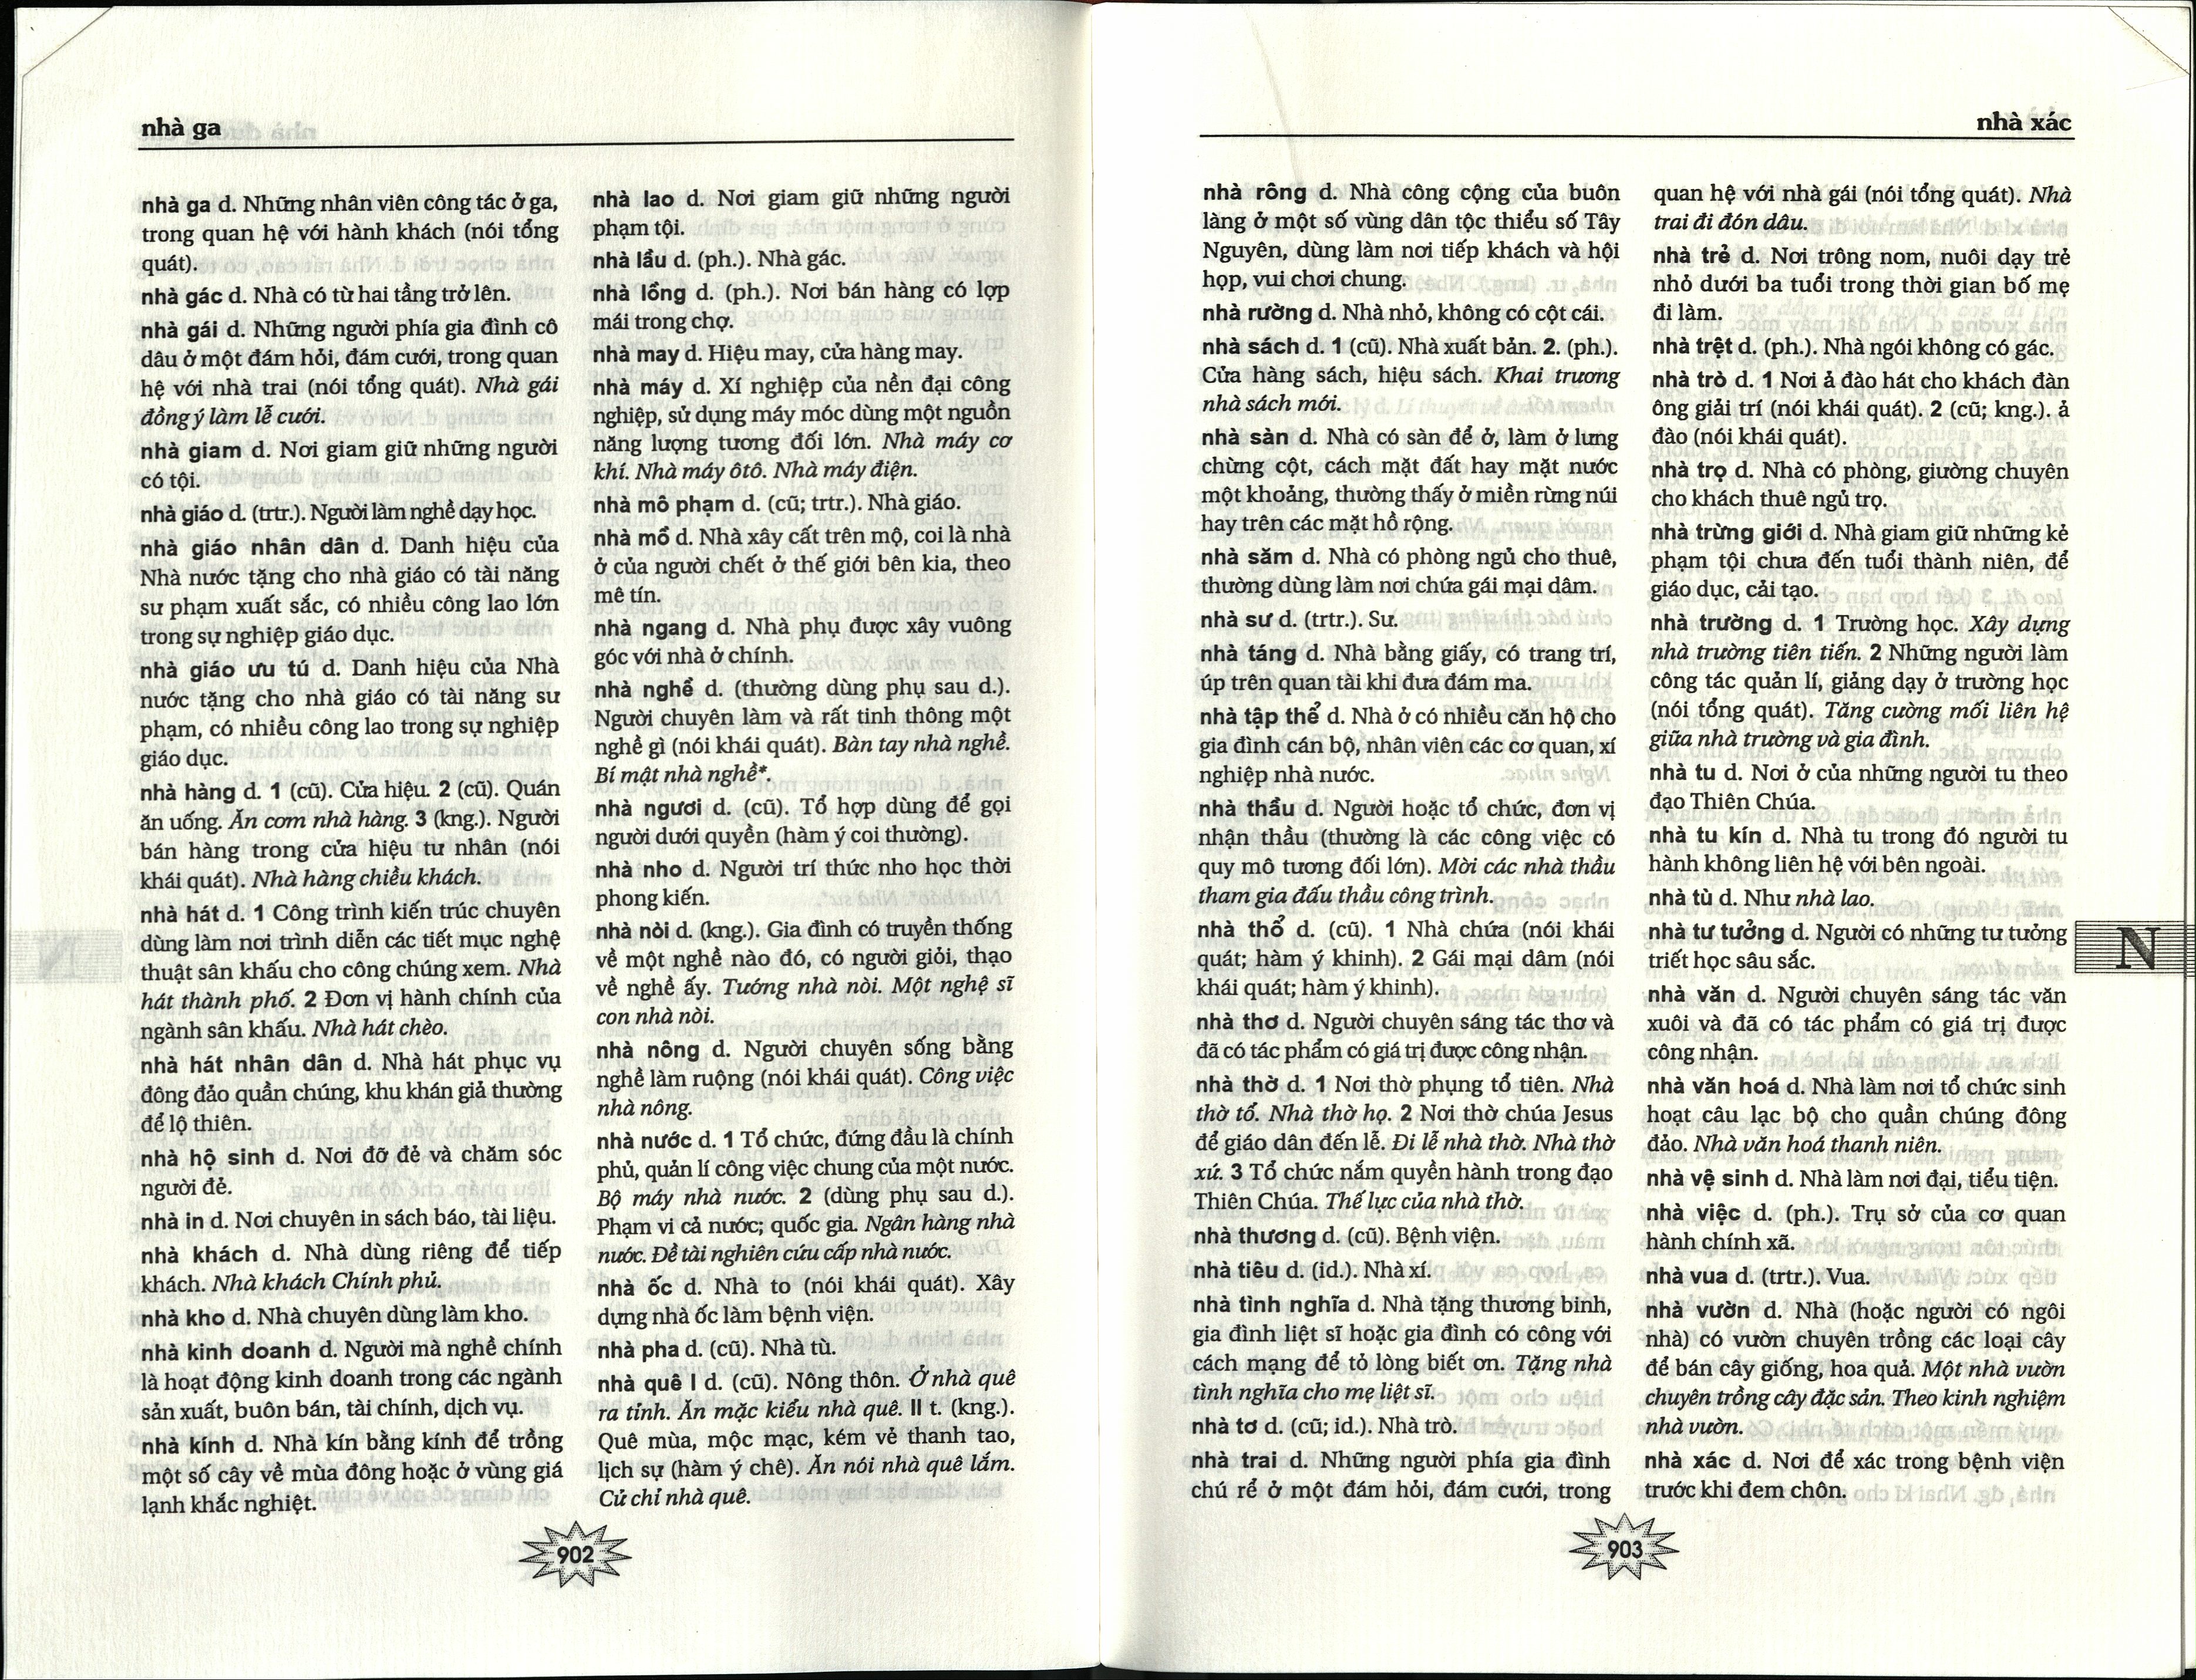 nhà ga
nhà ga d. Những nhân viên công tác ở ga,
trong quan hệ với hành khách (nói tổng
quát).
nhà gác d. Nhà có từ hai tầng trở lên.
nhà gái d. Những người phía gia đình cô
dâu ở một đám hỏi, đám cưới, trong quan
hệ với nhà trai (nói tổng quát). Nhà gái
đồng ý làm lễ cưới.
nhà giam d. Nơi giam giữ những người
có tội.
nhà giáo d. (trtr.). Người làm nghề dạy học.
nhà giáo nhân dân d. Danh hiệu của
Nhà nước tặng cho nhà giáo có tài năng
sư phạm xuất sắc, có nhiều công lao lớn
trong sự nghiệp giáo dục.
nhà giáo ưu tú d. Danh hiệu của Nhà
nước tặng cho nhà giáo có tài năng sư
phạm, có nhiều công lao trong sự nghiệp
giáo dục.
nhà hàng d. 1 (cũ). Cửa hiệu. 2 (cũ). Quán
ăn uống. Ăn cơm nhà hàng. 3 (kng.). Người
bán hàng trong cửa hiệu tư nhân (nói
khái quát). Nhà hàng chiều khách.
nhà hát d. 1 Công trình kiến trúc chuyên
dùng làm nơi trình diễn các tiết mục nghệ
thuật sân khấu cho công chúng xem. Nhà
hát thành phố. 2 Đơn vị hành chính của
ngành sân khấu. Nhà hát chèo.
nhà hát nhân dân d. Nhà hát phục vụ
đông đảo quần chúng, khu khán giả thường
để lộ thiên.
nhà hộ sinh d. Nơi đỡ đẻ và chăm sóc
người đẻ.
nhà in d. Nơi chuyên in sách báo, tài liệu.
nhà khách d. Nhà dùng riêng để tiếp
khách. Nhà khách Chính phủ.
nhà kho d. Nhà chuyên dùng làm kho.
nhà kinh doanh d. Người mà nghề chính
là hoạt động kinh doanh trong các ngành
sản xuất, buôn bán, tài chính, dịch vụ.
nhà kính d. Nhà kín bằng kính để trồng
một số cây về mùa đông hoặc ở vùng giá
lạnh khắc nghiệt.
nhà lao d. Nơi giam giữ những người
phạm tội.
nhà lầu d. (ph.). Nhà gác.
nhà lồng d. (ph.). Nơi bán hàng có lợp
mái trong chợ.
nhà may d. Hiệu may, cửa hàng may.
nhà máy d. Xí nghiệp của nền đại công
nghiệp, sử dụng máy móc dùng một nguồn
năng lượng tương đối lớn. Nhà máy cơ
khí. Nhà máy ôtô. Nhà máy điện.
nhà mô phạm d. (cũ; trtr.). Nhà giáo.
nhà mồ d. Nhà xây cất trên mộ, coi là nhà
ở của người chết ở thế giới bên kia, theo
mê tín.
nhà ngang d. Nhà phụ được xây vuông
góc với nhà ở chính.
nhà nghề d. (thường dùng phụ sau d.).
Người chuyên làm và rất tinh thông một
nghề gì (nói khái quát). Bàn tay nhà nghề.
Bí mật nhà nghề*.
nhà ngươi d. (cũ). Tổ hợp dùng để gọi
người dưới quyền (hàm ý coi thường).
nhà nho d. Người trí thức nho học thời
phong kiến.
nhà nòi d. (kng.). Gia đình có truyền thống
về một nghề nào đó, có người giỏi, thạo
về nghề ấy. Tướng nhà nòi. Một nghệ sĩ
con nhà nòi.
nhà nông d. Người chuyên sống bằng
nghề làm ruộng (nói khái quát). Công việc
nhà nông.
nhà nước d. 1 Tổ chức, đứng đầu là chính
phủ, quản lí công việc chung của một nước.
Bộ máy nhà nước. 2 (dùng phụ sau d.).
Phạm vi cả nước; quốc gia. Ngân hàng nhà
nước. Đề tài nghiên cứu cấp nhà nước.
nhà ốc d. Nhà to (nói khái quát). Xây
dựng nhà ốc làm bệnh viện.
nhà pha d. (cũ). Nhà tù.
nhà quê I d. (cũ). Nông thôn. Ở nhà quê
ra tỉnh. Ăn mặc kiểu nhà quê. II t. (kng.).
Quê mùa, mộc mạc, kém vẻ thanh tao,
lịch sự (hàm ý chê). Ăn nói nhà quê lắm.
Cử chỉ nhà quê.
902
nhà xác
nhà rông d. Nhà công cộng của buôn
làng ở một số vùng dân tộc thiểu số Tây
Nguyên, dùng làm nơi tiếp khách và hội
họp, vui chơi chung.
nhà rường d. Nhà nhỏ, không có cột cái.
nhà sách d. 1 (cũ). Nhà xuất bản. 2. (ph.).
Cửa hàng sách, hiệu sách. Khai trương
nhà sách mới.
nhà sàn d. Nhà có sàn để ở, làm ở lưng
chừng cột, cách mặt đất hay mặt nước
một khoảng, thường thấy ở miền rừng núi
hay trên các mặt hồ rộng.
nhà săm d. Nhà có phòng ngủ cho thuê,
thường dùng làm nơi chứa gái mại dâm.
nhà sư d. (trtr.). Sư.
nhà táng d. Nhà bằng giấy, có trang trí,
úp trên quan tài khi đưa đám ma.
nhà tập thể d. Nhà ở có nhiều căn hộ cho
gia đình cán bộ, nhân viên các cơ quan, xí
nghiệp nhà nước.
nhà thầu d. Người hoặc tổ chức, đơn vị
nhận thầu (thường là các công việc có
quy mô tương đối lớn). Mời các nhà thầu
tham gia đấu thầu công trình.
nhà thổ d. (cũ). 1 Nhà chứa (nói khái
quát; hàm ý khinh). 2 Gái mại dâm (nói
khái quát; hàm ý khinh).
nhà thơ d. Người chuyên sáng tác thơ và
đã có tác phẩm có giá trị được công nhận.
nhà thờ d. 1 Nơi thờ phụng tổ tiên. Nhà
thờ tổ. Nhà thờ họ. 2 Nơi thờ chúa Jesus
để giáo dân đến lễ. Đi lễ nhà thờ. Nhà thờ
xứ. 3 Tổ chức nắm quyền hành trong đạo
Thiên Chúa. Thế lực của nhà thờ.
nhà thương d. (cũ). Bệnh viện.
nhà tiêu d. (id.). Nhà xí.
nhà tình nghĩa d. Nhà tặng thương binh,
gia đình liệt sĩ hoặc gia đình có công với
cách mạng để tỏ lòng biết ơn. Tặng nhà
tình nghĩa cho mẹ liệt sĩ.
nhà tơ d. (cũ; id.). Nhà trò.
nhà trai d. Những người phía gia đình
chú rể ở một đám hỏi, đám cưới, trong
quan hệ với nhà gái (nói tổng quát). Nhà
trai đi đón dâu.
nhà trẻ d. Nơi trông nom, nuôi dạy trẻ
nhỏ dưới ba tuổi trong thời gian bố mẹ
đi làm.
nhà trệt d. (ph.). Nhà ngói không có gác.
nhà trò d. 1 Nơi ả đào hát cho khách đàn
ông giải trí (nói khái quát). 2 (cũ; kng.). ả
đào (nói khái quát).
nhà trọ d. Nhà có phòng, giường chuyên
cho khách thuê ngủ trọ.
nhà trừng giới d. Nhà giam giữ những kẻ
phạm tội chưa đến tuổi thành niên, để
giáo dục, cải tạo.
nhà trường d. 1 Trường học. Xây dựng
nhà trường tiên tiến. 2 Những người làm
công tác quản lí, giảng dạy ở trường học
(nói tổng quát). Tăng cường mối liên hệ
giữa nhà trường và gia đình.
nhà tu d. Nơi ở của những người tu theo
đạo Thiên Chúa.
nhà tu kín d. Nhà tu trong đó người tu
hành không liên hệ với bên ngoài.
nhà tù d. Như nhà lao.
nhà tư tưởng d. Người có những tư tưởng
triết học sâu sắc.
nhà văn d. Người chuyên sáng tác văn
xuôi và đã có tác phẩm có giá trị được
công nhận.
nhà văn hoá d. Nhà làm nơi tổ chức sinh
hoạt câu lạc bộ cho quần chúng đông
đảo. Nhà văn hoá thanh niên.
nhà vệ sinh d. Nhà làm nơi đại, tiểu tiện.
nhà việc d. (ph.). Trụ sở của cơ quan
hành chính xã.
nhà vua d. (trtr.). Vua.
nhà vườn d. Nhà (hoặc người có ngôi
nhà) có vườn chuyên trồng các loại cây
để bán cây giống, hoa quả. Một nhà vườn
chuyên trồng cây đặc sản. Theo kinh nghiệm
nhà vườn.
nhà xác d. Nơi để xác trong bệnh viện
trước khi đem chôn.
N
903